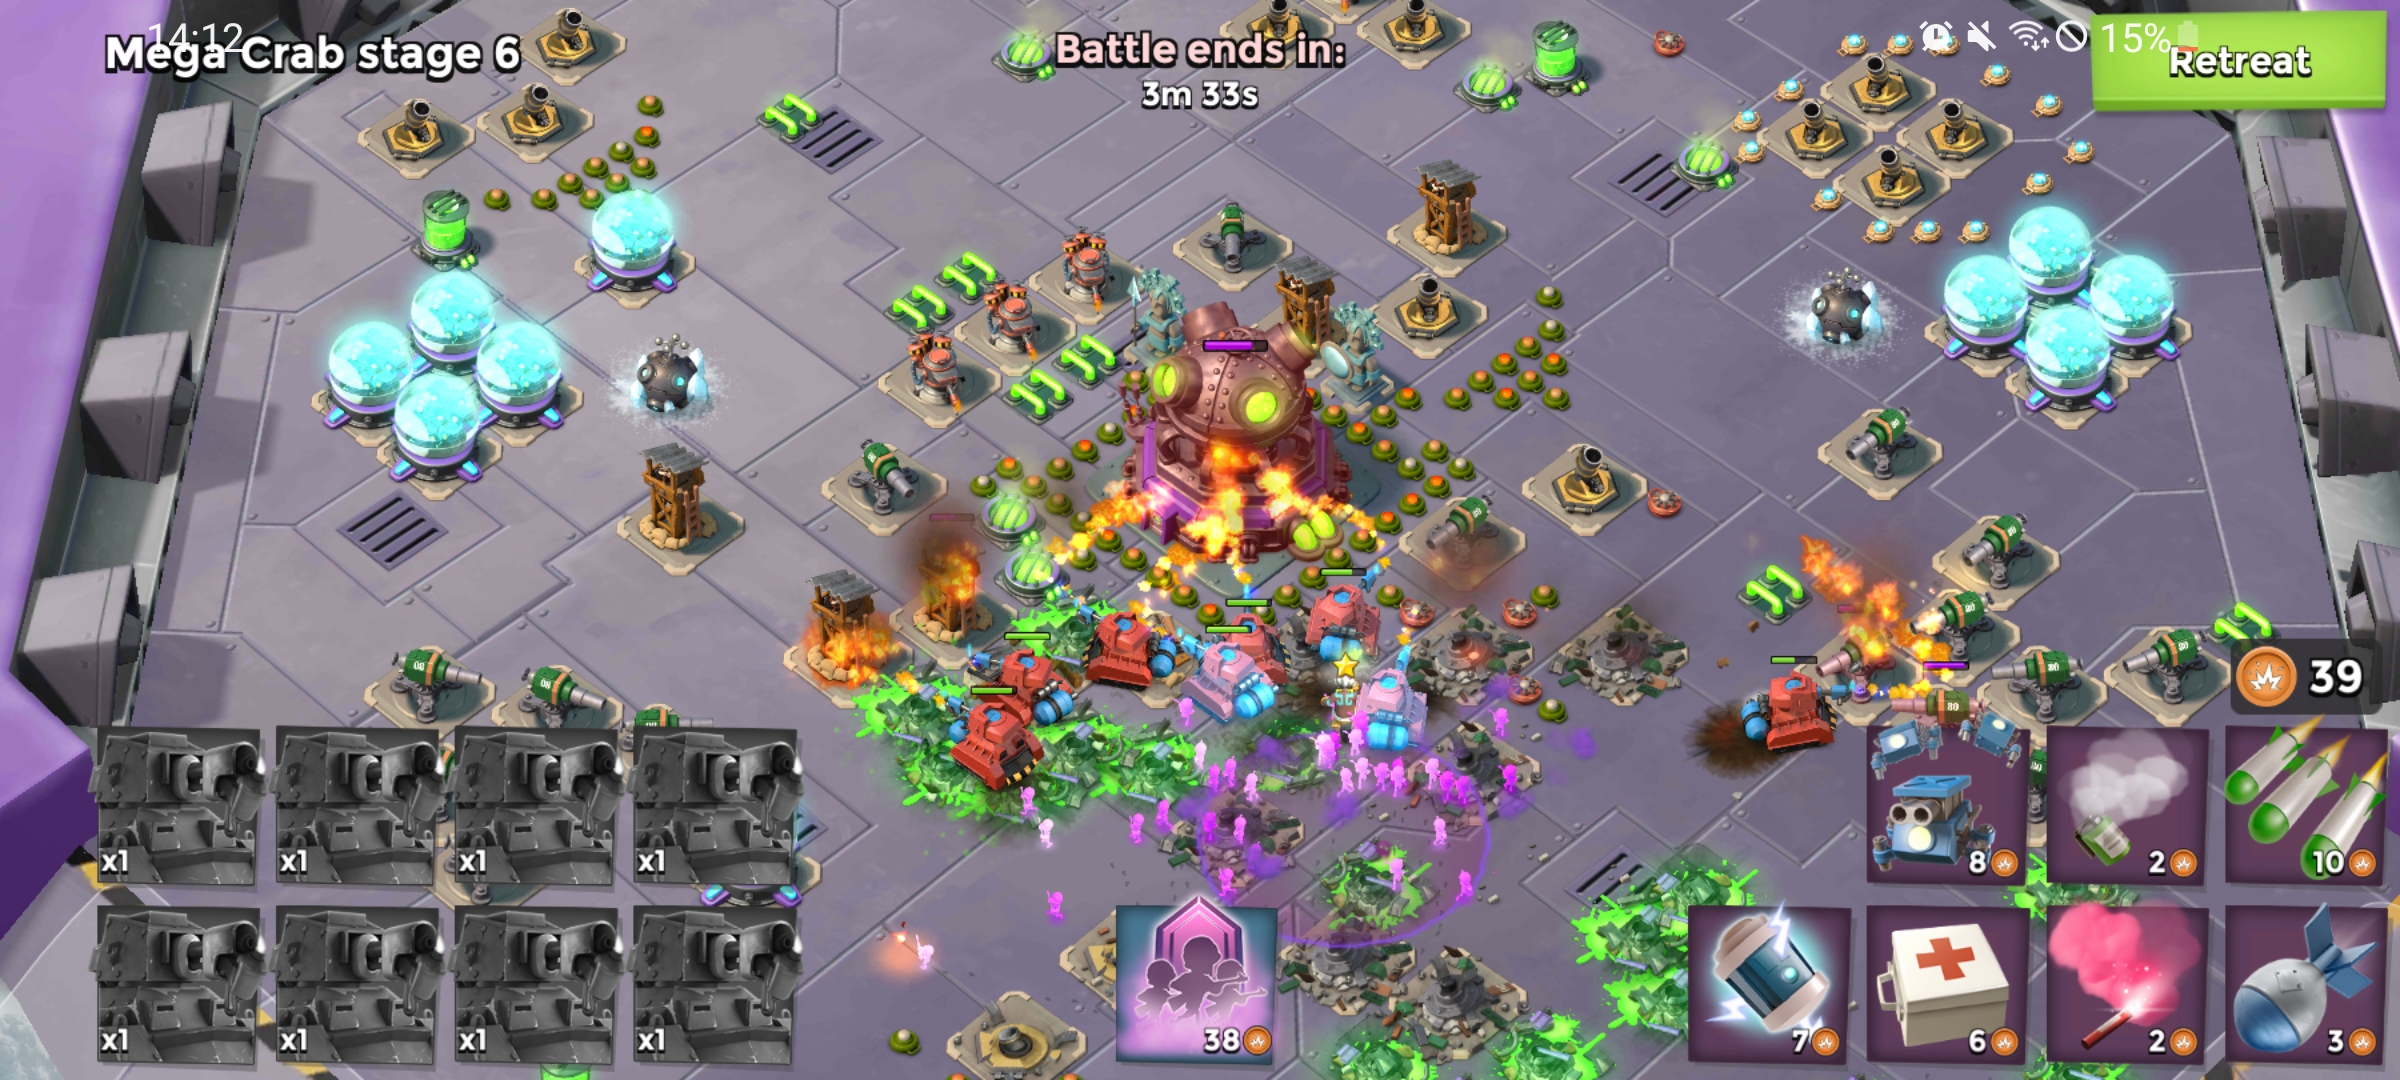 14:12
Mega Crab stage 6
Battle ends in:
3m 33s
15%
Retreat
39
x1
x1
x1
x1
8
2
10
x1
x1
x1
x1
38
7
6
2
3